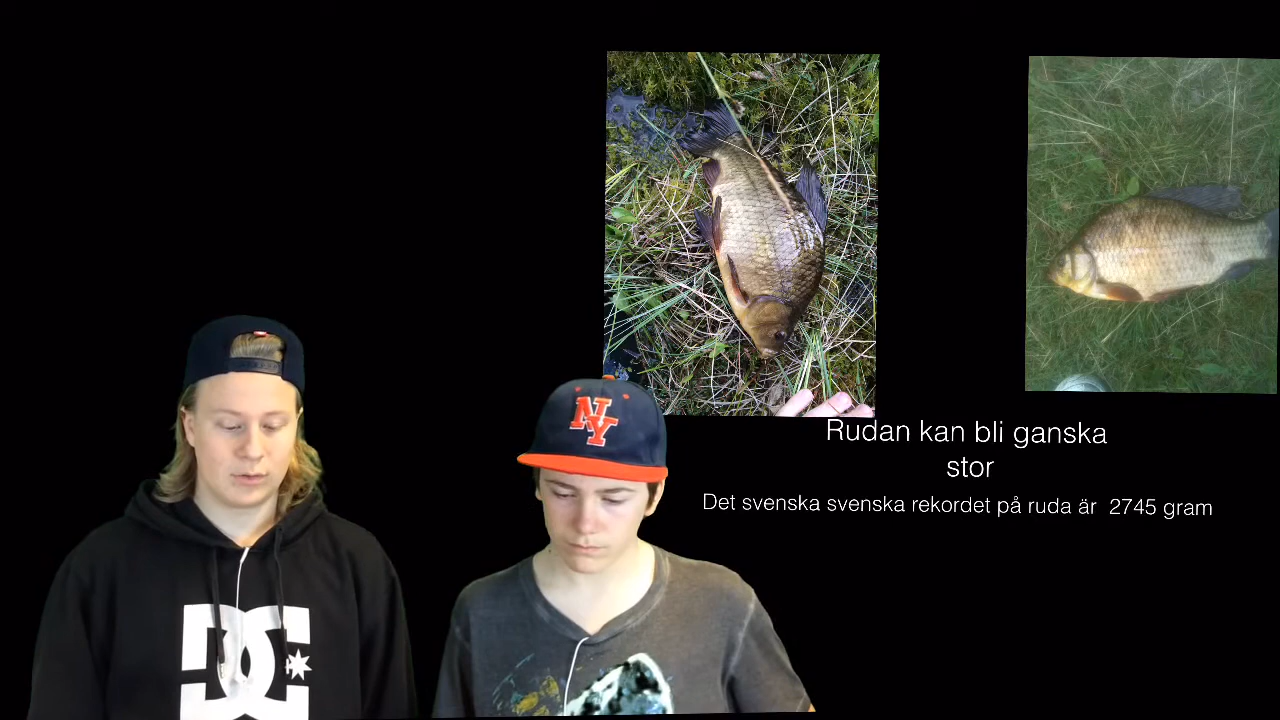 NY
Rudan kan bli ganska
stor
Det svenska svenska rekordet på ruda är 2745 gram
DC